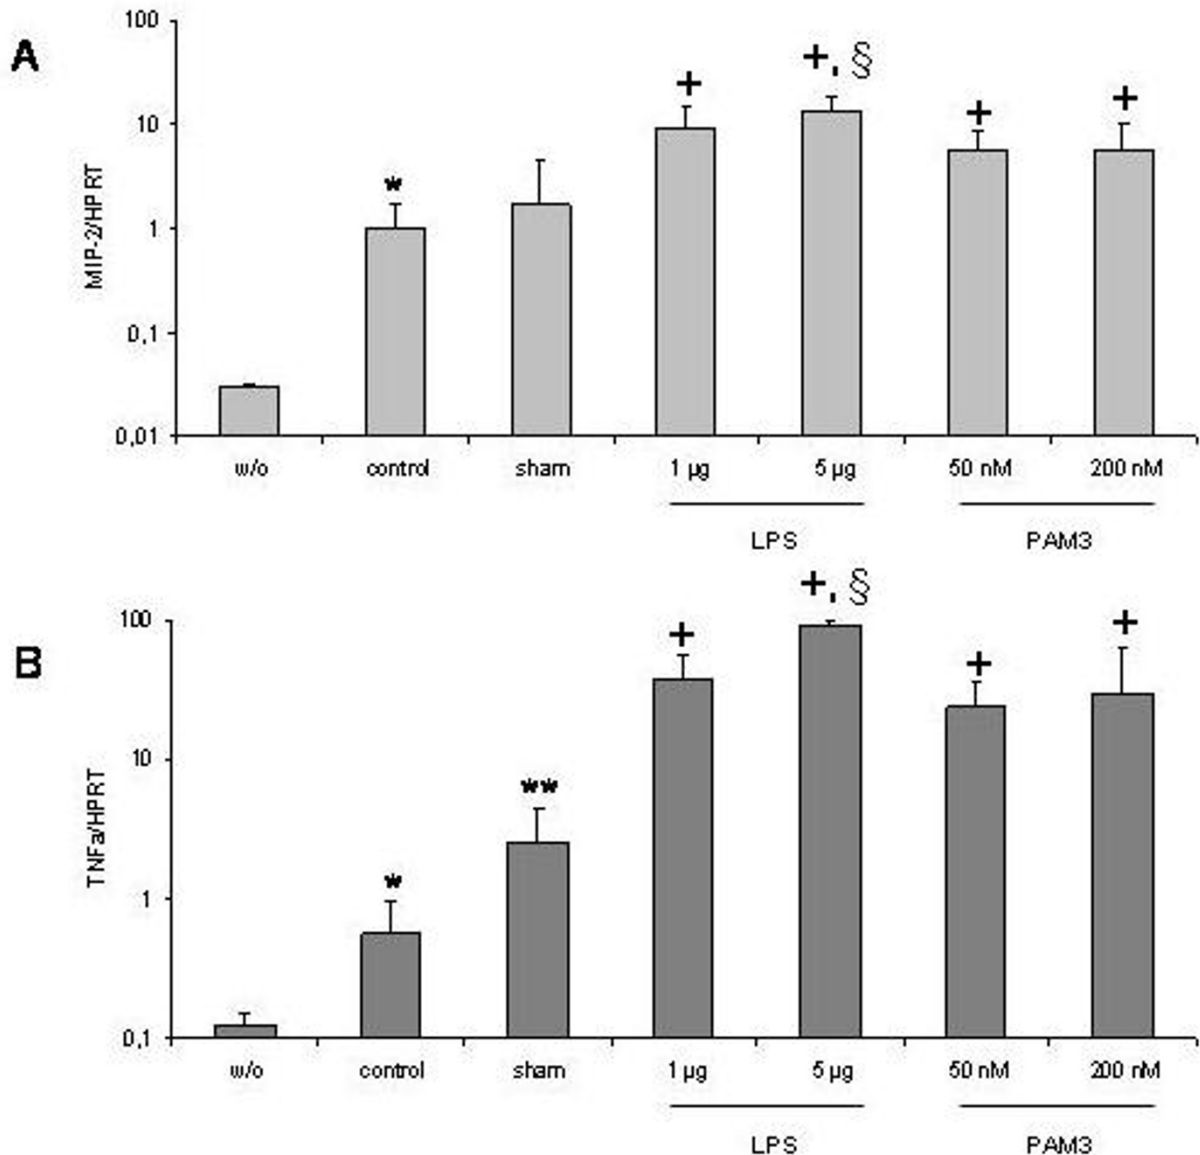 A
MIP-2/HPRT
100
10
1
0,1
0,01
*
+
+, §
+
+
w/o control sham 1 µg 5 µg 50 nM 200 nM
LPS PAM3
B
TNFa/HPRT
100
10
1
0,1
*
**
+
+, §
+
+
w/o control sham 1 µg 5 µg 50 nM 200 nM
LPS PAM3